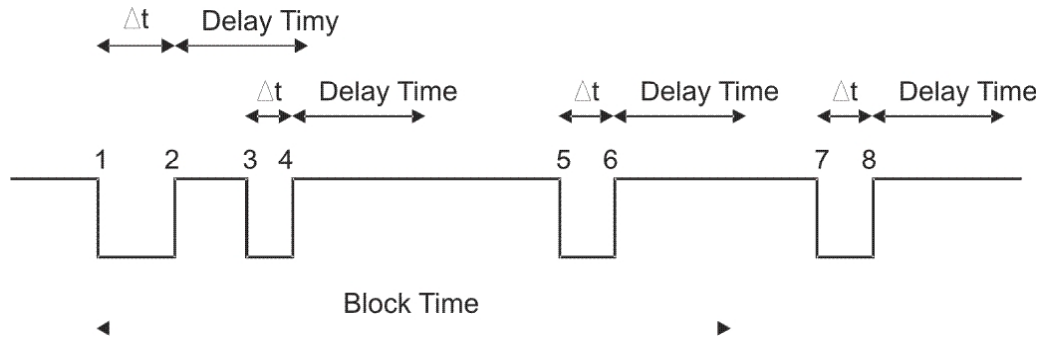 Δt Delay Timy
Δt Delay Time Δt Delay Time Δt Delay Time
1 2 3 4 5 6 7 8
Block Time